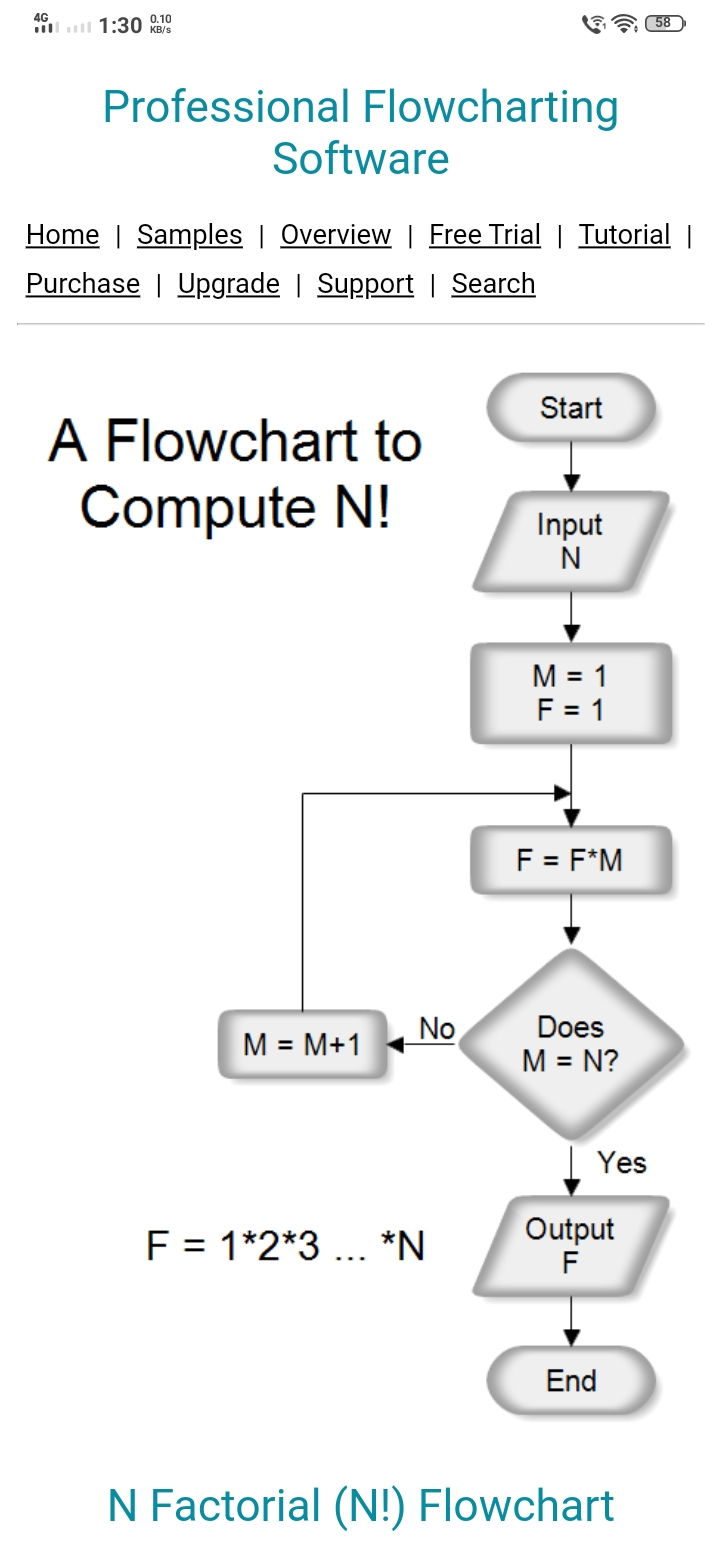 4G 1:30 0.10 KB/s 58
Professional Flowcharting
Software
Home | Samples | Overview | Free Trial | Tutorial |
Purchase | Upgrade | Support | Search
A Flowchart to
Compute N!
Start
Input
N
M = 1
F = 1
F = F*M
Does
M = N?
No
M = M+1
Yes
Output
F
F = 1*2*3 ... *N
End
N Factorial (N!) Flowchart